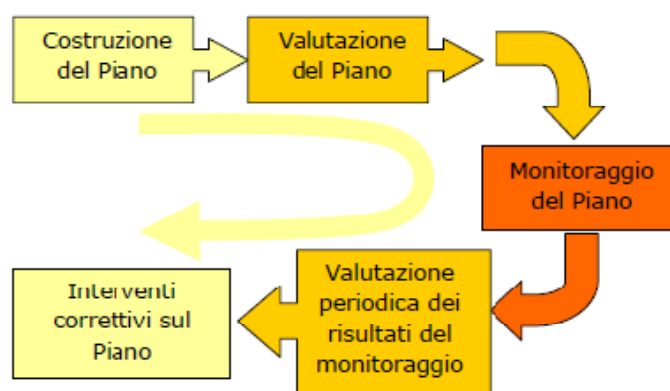 Costruzione
del Piano
Valutazione
del Piano
Monitoraggio
del Piano
Valutazione
periodica dei
risultati del
monitoraggio
Interventi
correttivi sul
Piano